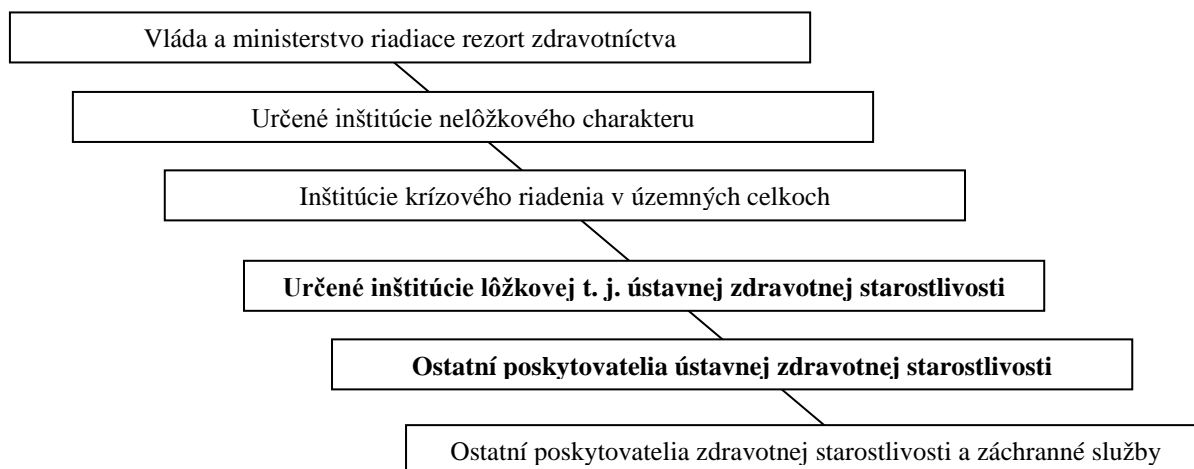 Vláda a ministerstvo riadiace rezort zdravotníctva
Určené inštitúcie nelôžkového charakteru
Inštitúcie krízového riadenia v územných celkoch
Určené inštitúcie lôžkovej t. j. ústavnej zdravotnej starostlivosti
Ostatní poskytovatelia ústavnej zdravotnej starostlivosti
Ostatní poskytovatelia zdravotnej starostlivosti a záchranné služby